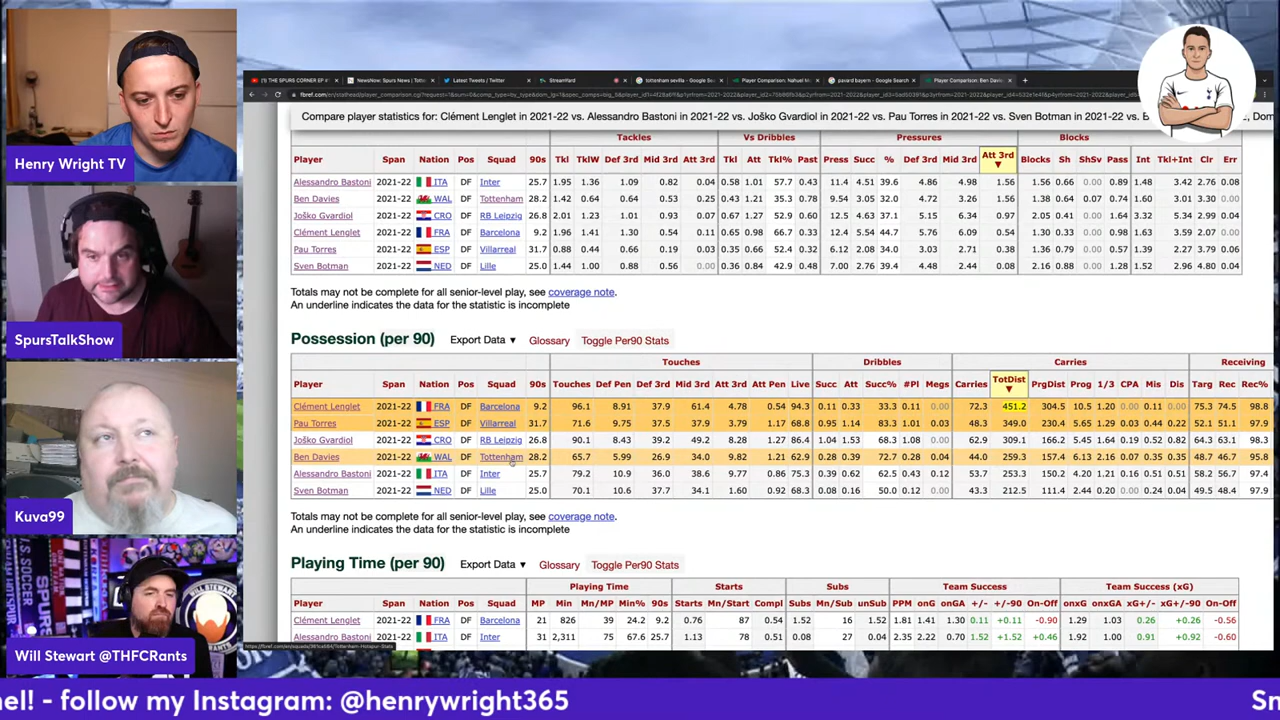 Henry Wright TV
SpursTalkShow
Kuva99
Will Stewart @THFCRants
Compare player statistics for: Clément Lenglet in 2021-22 vs. Alessandro Bastoni in 2021-22 vs. Joško Gvardiol in 2021-22 vs. Pau Torres in 2021-22 vs. Sven Botman in 2021-22 vs.
Tackles Vs Dribbles Pressures Blocks
Player Span Nation Pos Squad 90s Tkl TklW Def 3rd Mid 3rd Att 3rd Tkl Att Tkl% Past Press Succ % Def 3rd Mid 3rd Att 3rd ▼ Blocks Sh ShSv Pass Int Tkl+Int Clr Err
Alessandro Bastoni 2021-22 ITA DF Inter 25.7 1.95 1.36 1.09 0.82 0.04 0.58 1.01 57.7 0.43 11.4 4.51 39.6 4.86 4.98 1.56 1.56 0.66 0.00 0.89 1.48 3.42 2.76 0.08
Ben Davies 2021-22 WAL DF Tottenham 28.2 1.42 0.64 0.64 0.53 0.25 0.43 1.21 35.3 0.78 9.54 3.05 32.0 4.72 3.26 1.56 1.38 0.64 0.07 0.74 1.60 3.01 3.30 0.00
Joško Gvardiol 2021-22 CRO DF RB Leipzig 26.8 2.01 1.23 1.01 0.93 0.07 0.67 1.27 52.9 0.60 12.5 4.63 37.1 5.13 6.34 0.97 2.05 0.41 0.00 1.64 3.32 5.34 2.99 0.04
Clément Lenglet 2021-22 FRA DF Barcelona 9.2 1.96 1.41 1.30 0.54 0.11 0.65 0.98 66.7 0.33 12.4 5.54 44.7 5.76 6.09 0.54 1.30 0.33 0.00 0.98 1.63 3.59 2.07 0.00
Pau Torres 2021-22 ESP DF Villarreal 31.7 0.88 0.44 0.66 0.19 0.03 0.35 0.66 52.4 0.32 6.12 2.08 34.0 3.03 2.71 0.38 1.36 0.79 0.00 0.57 1.39 2.27 3.79 0.06
Sven Botman 2021-22 NED DF Lille 25.0 1.44 1.00 0.88 0.56 0.00 0.36 0.84 42.9 0.48 7.00 2.76 39.4 4.48 2.44 0.08 2.16 0.88 0.00 1.28 1.52 2.96 4.80 0.04
Totals may not be complete for all senior-level play, see coverage note.
An underline indicates the data for the statistic is incomplete
Possession (per 90) Export Data ▼ Glossary Toggle Per90 Stats
Touches Dribbles Carries Receiving
Player Span Nation Pos Squad 90s Touches Def Pen Def 3rd Mid 3rd Att 3rd Att Pen Live Succ Att Succ% #Pl Megs Carries TotDist ▼ PrgDist Prog 1/3 CPA Mis Dis Targ Rec Rec%
Clément Lenglet 2021-22 FRA DF Barcelona 9.2 96.1 8.91 37.9 61.4 4.78 0.54 94.3 0.11 0.33 33.3 0.11 0.00 72.3 451.2 304.5 10.5 1.20 0.00 0.11 0.00 75.3 74.5 98.8
Pau Torres 2021-22 ESP DF Villarreal 31.7 71.6 9.75 37.5 37.9 3.79 1.17 68.8 0.95 1.14 83.3 1.01 0.03 48.3 349.0 230.4 5.65 1.29 0.03 0.44 0.22 52.1 51.1 97.9
Joško Gvardiol 2021-22 CRO DF RB Leipzig 26.8 90.1 8.43 39.2 49.2 8.28 1.27 86.4 1.04 1.53 68.3 1.08 0.00 62.9 309.1 166.2 5.45 1.64 0.19 0.52 0.82 64.3 63.1 98.3
Ben Davies 2021-22 WAL DF Tottenham 28.2 65.7 5.99 26.9 34.0 9.82 1.21 62.9 0.28 0.39 72.7 0.28 0.04 44.0 259.3 157.4 6.13 2.16 0.07 0.35 0.35 48.7 46.7 95.8
Alessandro Bastoni 2021-22 ITA DF Inter 25.7 79.2 10.9 36.0 38.6 9.77 0.86 75.3 0.39 0.62 62.5 0.43 0.12 53.7 253.3 150.2 4.20 1.21 0.16 0.31 0.23 58.2 56.7 97.4
Sven Botman 2021-22 NED DF Lille 25.0 70.1 10.6 37.7 34.1 1.60 0.92 68.3 0.08 0.16 50.0 0.12 0.00 43.3 212.5 111.4 2.44 0.20 0.00 0.24 0.04 49.5 48.4 97.9
Totals may not be complete for all senior-level play, see coverage note.
An underline indicates the data for the statistic is incomplete
Playing Time (per 90) Export Data ▼ Glossary Toggle Per90 Stats
Playing Time Starts Subs Team Success Team Success (xG)
Player Span Nation Pos Squad MP Min Mn/MP Min% 90s Starts Mn/Start Compl Subs Mn/Sub unSub PPM onG onGA +/- +/-90 On-Off onxG onxGA xG+/- xG+/-90 On-Off
Clément Lenglet 2021-22 FRA DF Barcelona 21 826 39 24.2 9.2 0.76 87 0.54 1.52 16 1.52 1.81 1.41 1.30 0.11 +0.11 -0.90 1.29 1.03 0.26 +0.26 -0.56
Alessandro Bastoni 2021-22 ITA DF Inter 31 2,311 75 67.6 25.7 1.13 78 0.51 0.08 27 0.04 2.35 2.22 0.70 1.52 +1.52 +0.46 1.92 1.00 0.91 +0.92 -0.60
nel! - follow my Instagram: @henrywright365
Sn